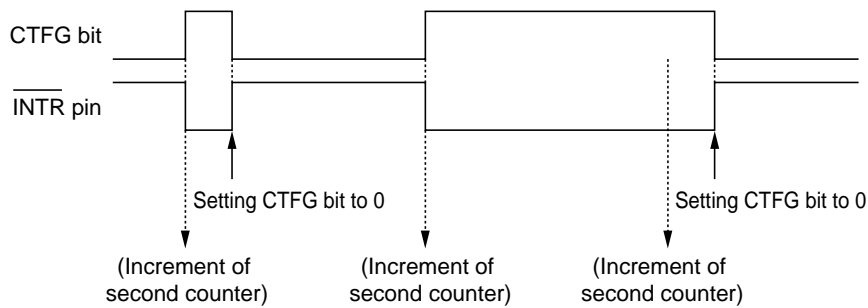 CTFG bit
INTR pin
Setting CTFG bit to 0
Setting CTFG bit to 0
(Increment of
second counter)
(Increment of
second counter)
(Increment of
second counter)